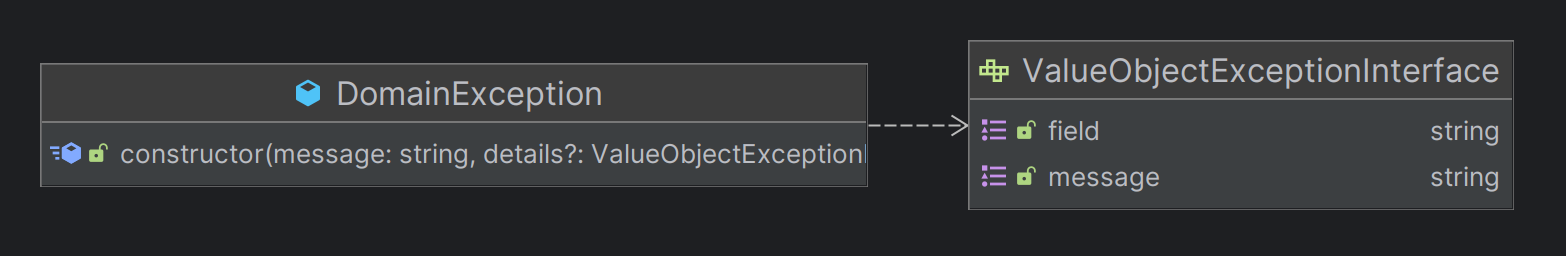 DomainException
constructor(message: string, details?: ValueObjectException
ValueObjectExceptionInterface
field string
message string